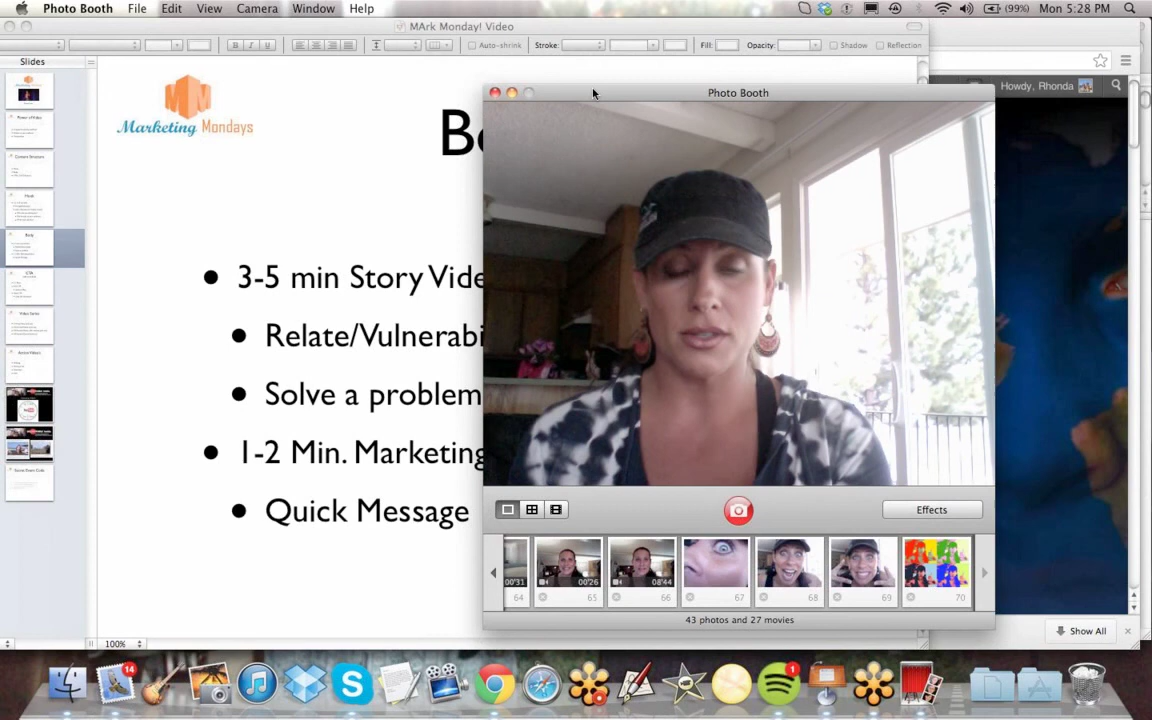 Photo Booth File Edit View Camera Window Help (99%) Mon 5:28 PM
MArk Monday! Video
B I U Auto-shrink Stroke: Fill: Opacity: Shadow Reflection
Slides
Howdy, Rhonda
Photo Booth
Marketing Mondays
3-5 min Story Vide
Relate/Vulnerabi
Solve a problem
1-2 Min. Marketing
Quick Message
Effects
00'31 00'26 08'44
64 65 66 67 68 69 70
43 photos and 27 movies
100%
Show All
14
1